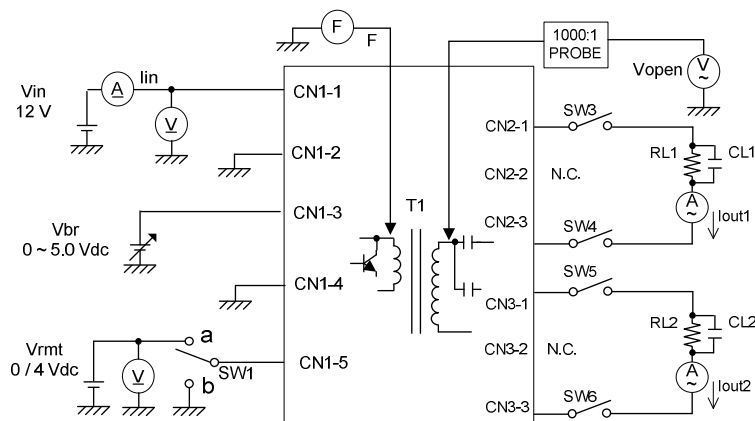 F
F
1000:1
PROBE
V
~
Vopen
Vin
12 V
A
Iin
V
CN1-1
CN1-2
Vbr
0 ~ 5.0 Vdc
CN1-3
CN1-4
Vrmt
0 / 4 Vdc
V
a
b
SW1
CN1-5
T1
CN2-1
SW3
RL1
CL1
CN2-2
N.C.
A
~
Iout1
CN2-3
SW4
SW5
CN3-1
RL2
CL2
CN3-2
N.C.
A
~
Iout2
CN3-3
SW6